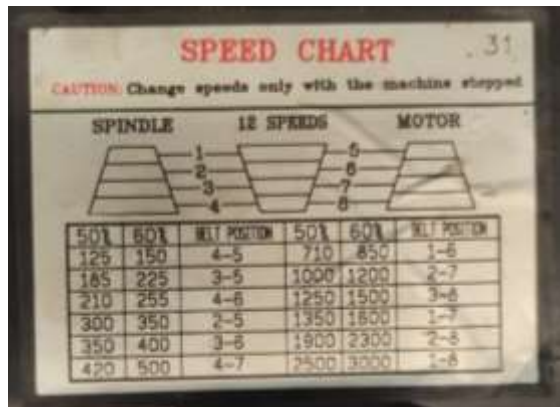 SPEED CHART
31
CAUTION: Change speeds only with the machine stopped
SPINDLE 12 SPEEDS MOTOR
1 5
2 6
3 7
4 8
50% 60% BELT POSITION 50% 60% BELT POSITION
125 150 4-5 710 850 1-6
185 225 3-5 1000 1200 2-7
210 255 4-6 1250 1500 3-8
300 350 2-5 1350 1600 1-7
350 400 3-6 1900 2300 2-8
420 500 4-7 2500 3000 1-8